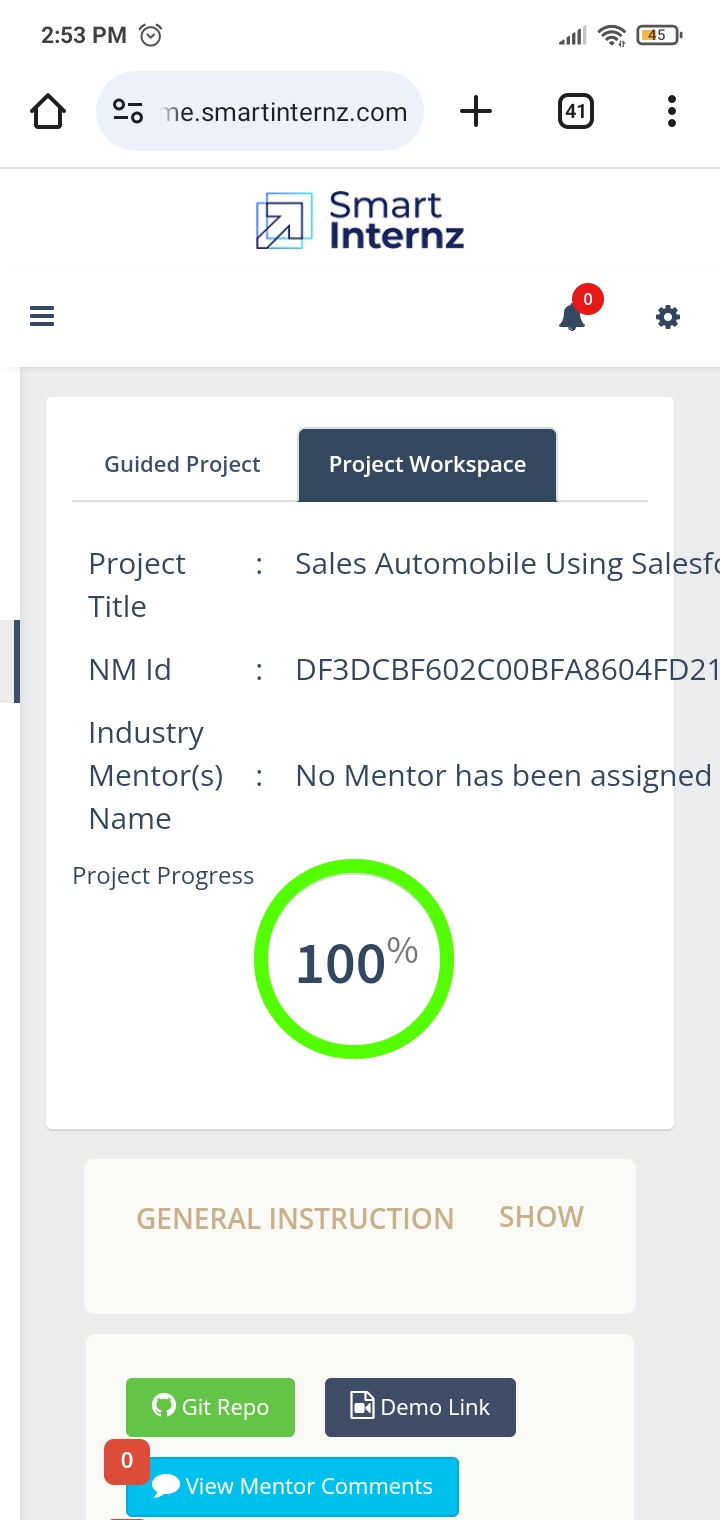 2:53 PM
45
me.smartinternz.com
41
Smart
Internz
0
Guided Project
Project Workspace
Project Title : Sales Automobile Using Salesfo
NM Id : DF3DCBF602C00BFA8604FD21
Industry Mentor(s) Name : No Mentor has been assigned
Project Progress
100%
GENERAL INSTRUCTION SHOW
Git Repo
Demo Link
0
View Mentor Comments